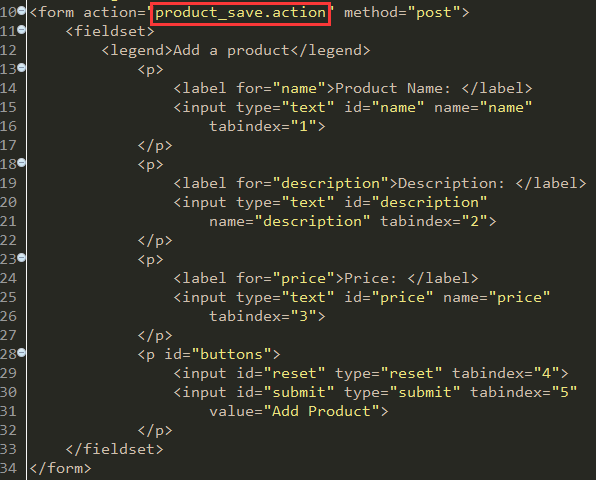 10 <form action="product_save.action" method="post">
11     <fieldset>
12         <legend>Add a product</legend>
13             <p>
14                 <label for="name">Product Name: </label>
15                 <input type="text" id="name" name="name"
16                     tabindex="1">
17             </p>
18             <p>
19                 <label for="description">Description: </label>
20                 <input type="text" id="description"
21                     name="description" tabindex="2">
22             </p>
23             <p>
24                 <label for="price">Price: </label>
25                 <input type="text" id="price" name="price"
26                     tabindex="3">
27             </p>
28             <p id="buttons">
29                 <input id="reset" type="reset" tabindex="4">
30                 <input id="submit" type="submit" tabindex="5"
31                     value="Add Product">
32             </p>
33     </fieldset>
34 </form>